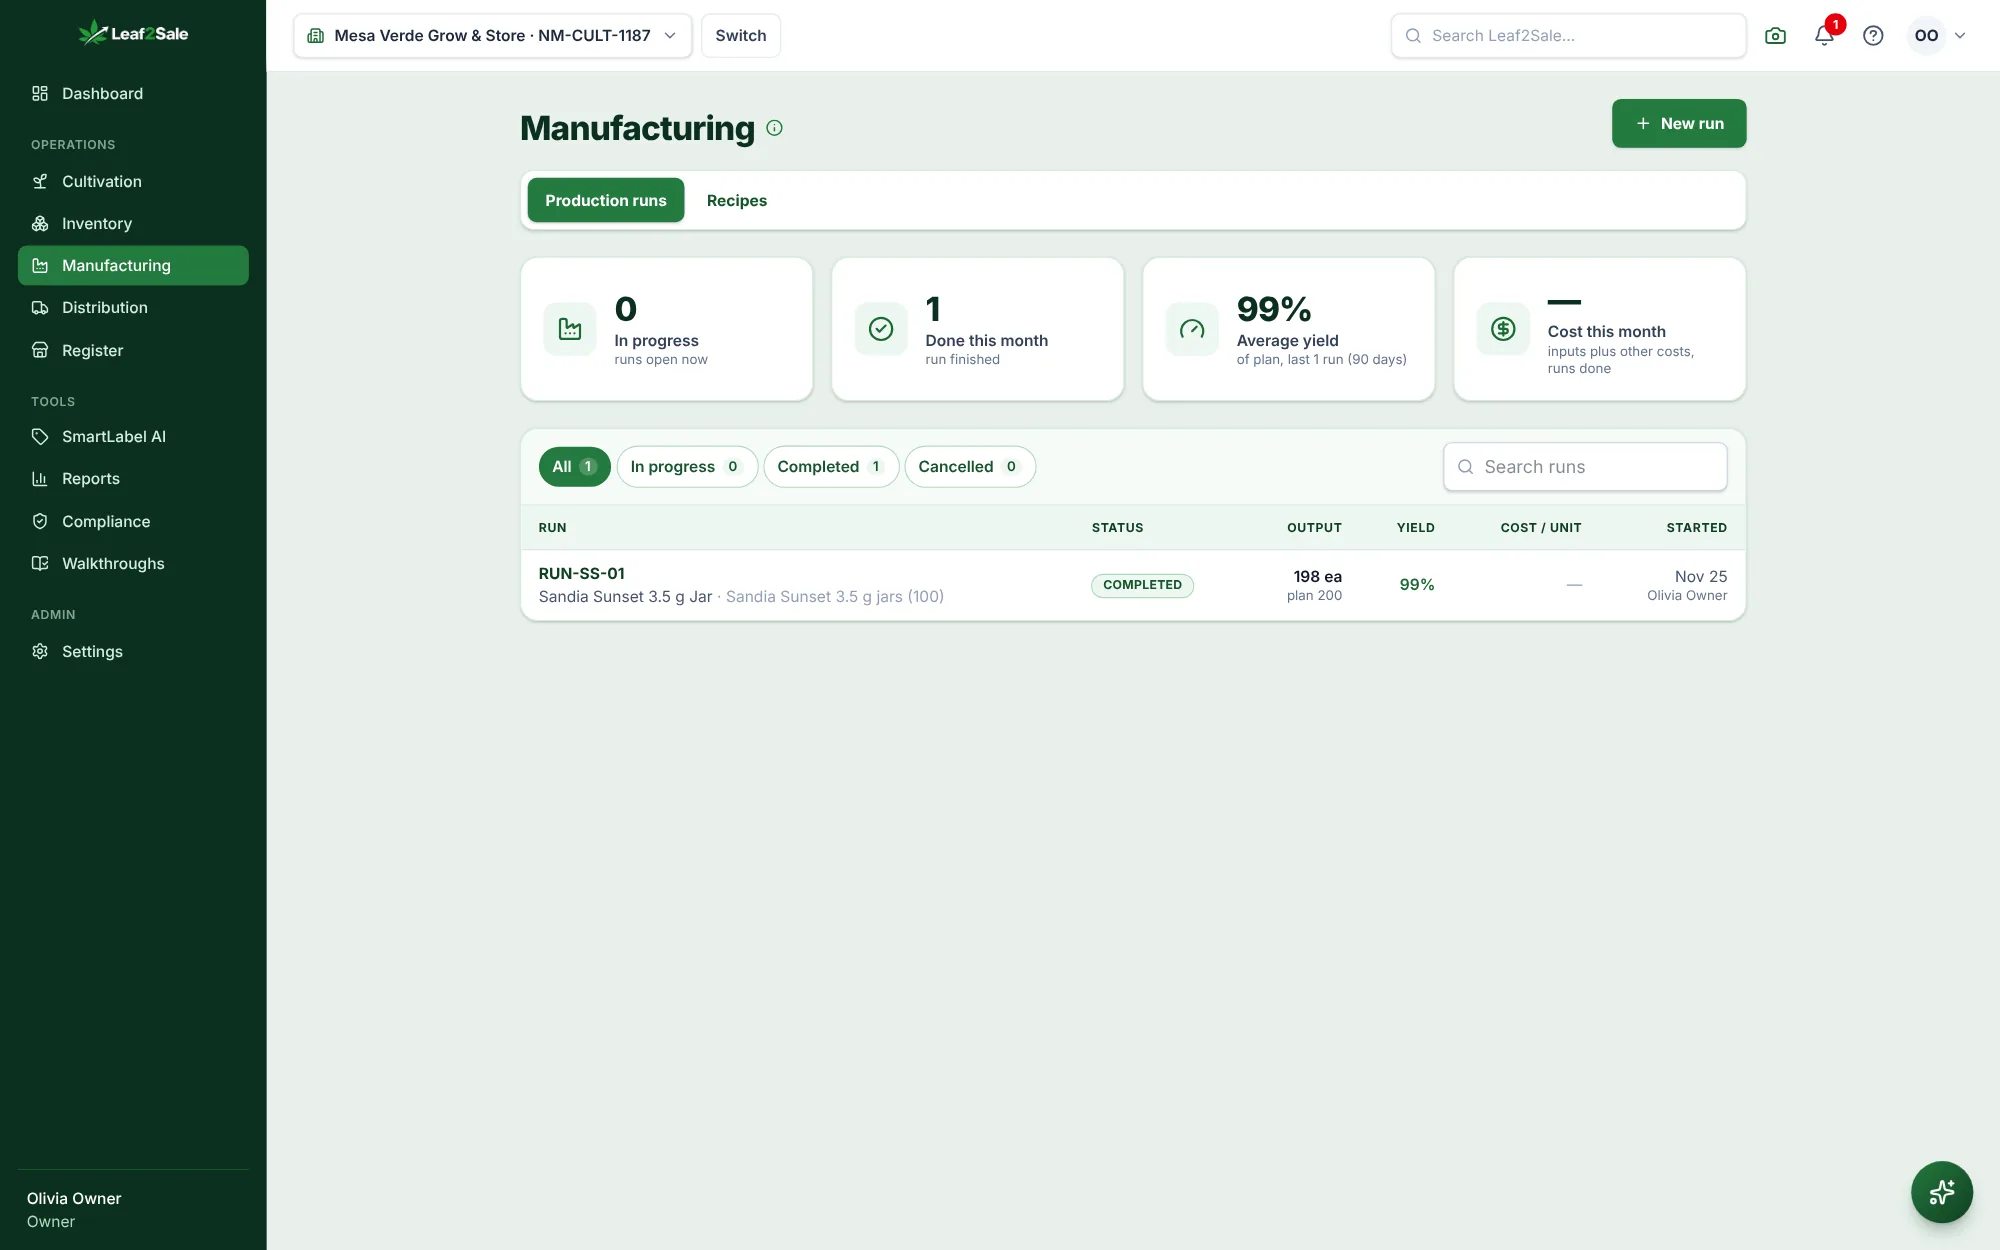 Leaf2Sale
Mesa Verde Grow & Store · NM-CULT-1187
Switch
Search Leaf2Sale...
1
OO
Dashboard
OPERATIONS
Cultivation
Inventory
Manufacturing
Distribution
Register
TOOLS
SmartLabel AI
Reports
Compliance
Walkthroughs
ADMIN
Settings
Olivia Owner
Owner
Manufacturing
New run
Production runs
Recipes
0
In progress
runs open now
1
Done this month
run finished
99%
Average yield
of plan, last 1 run (90 days)
—
Cost this month
inputs plus other costs,
runs done
All 1
In progress 0
Completed 1
Cancelled 0
Search runs
RUN STATUS OUTPUT YIELD COST / UNIT STARTED
RUN-SS-01
Sandia Sunset 3.5 g Jar · Sandia Sunset 3.5 g jars (100)
COMPLETED
198 ea
plan 200
99%
—
Nov 25
Olivia Owner